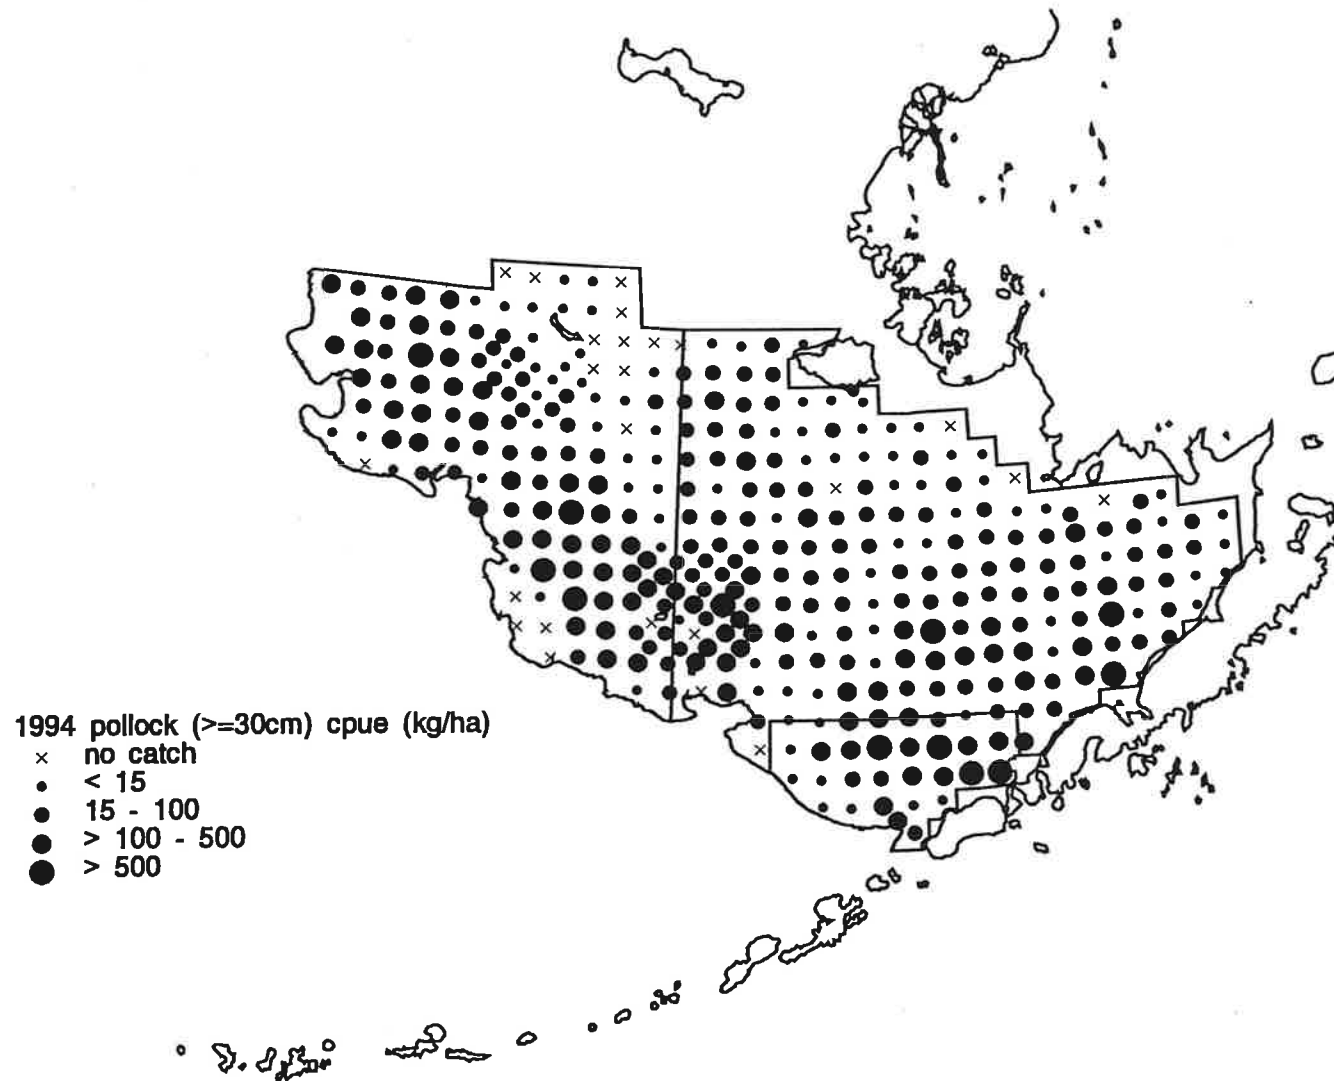 1994 pollock (>=30cm) cpue (kg/ha)
× no catch
< 15
15 - 100
> 100 - 500
> 500